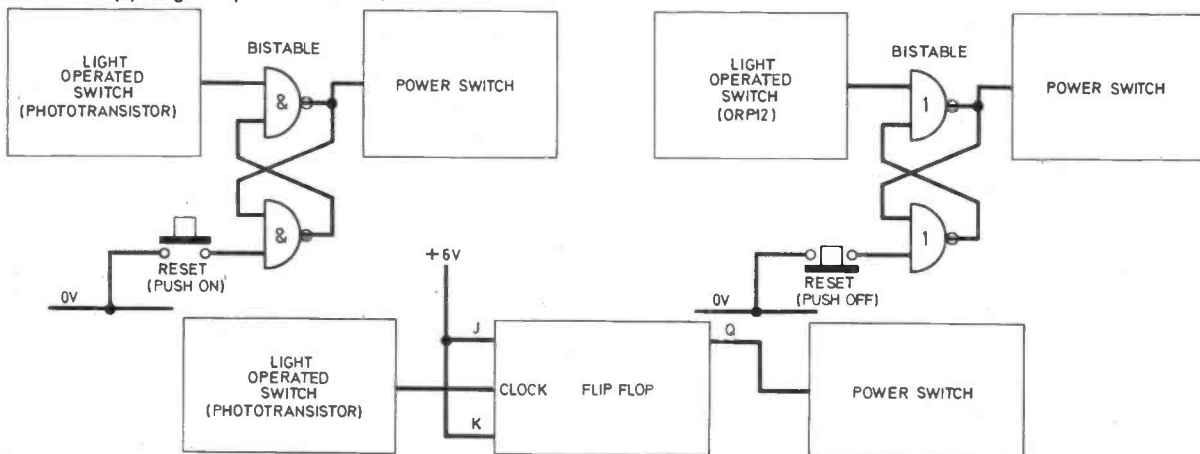 LIGHT
OPERATED
SWITCH
(PHOTOTRANSISTOR)
BISTABLE
&
&
POWER SWITCH
RESET
(PUSH ON)
0V
LIGHT
OPERATED
SWITCH
(ORP12)
BISTABLE
1
1
POWER SWITCH
RESET
(PUSH OFF)
0V
+6V
LIGHT
OPERATED
SWITCH
(PHOTOTRANSISTOR)
J
CLOCK
K
FLIP FLOP
Q
POWER SWITCH